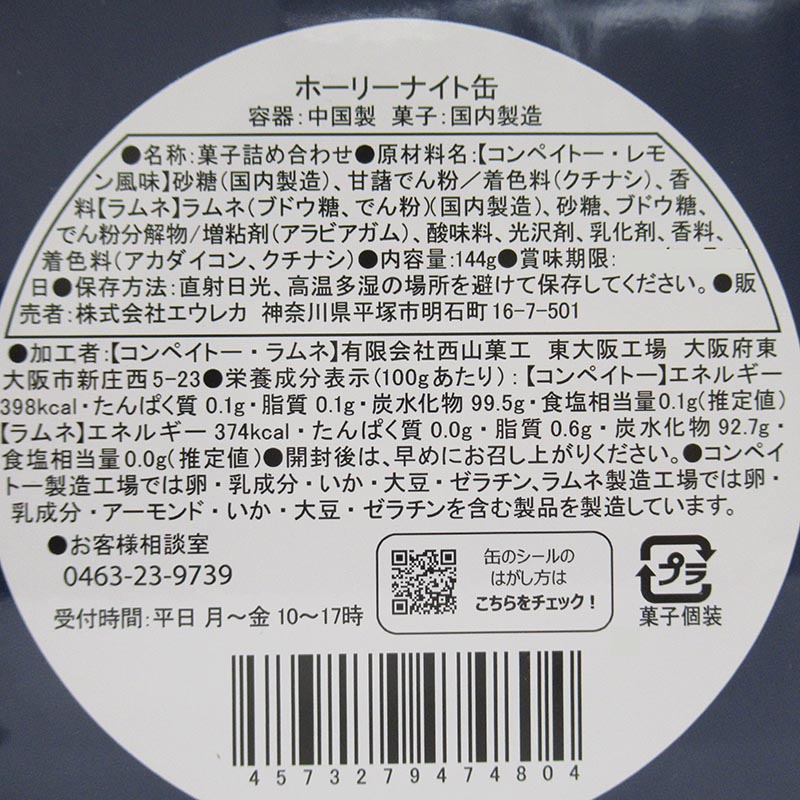 ホーリーナイト缶
容器:中国製 菓子:国内製造
●名称:菓子詰め合わせ●原材料名:【コンペイトー・レモ
ン風味】砂糖(国内製造)、甘藷でん粉／着色料(クチナシ)、香
料【ラムネ】ラムネ(ブドウ糖、でん粉)(国内製造)、砂糖、ブドウ糖、
でん粉分解物/増粘剤(アラビアガム)、酸味料、光沢剤、乳化剤、香料、
着色料(アカダイコン、クチナシ)●内容量:144g●賞味期限:
日●保存方法:直射日光、高温多湿の場所を避けて保存してください。●販
売者:株式会社エウレカ 神奈川県平塚市明石町16-7-501
●加工者:【コンペイトー・ラムネ】有限会社西山菓工 東大阪工場 大阪府東
大阪市新庄西5-23●栄養成分表示(100gあたり):【コンペイトー】エネルギー
398kcal・たんぱく質 0.1g・脂質 0.1g・炭水化物 99.5g・食塩相当量0.1g(推定値)
【ラムネ】エネルギー 374kcal・たんぱく質 0.0g・脂質 0.6g・炭水化物 92.7g・
食塩相当量0.0g(推定値)●開封後は、早めにお召し上がりください。●コンペイ
トー製造工場では卵・乳成分・いか・大豆・ゼラチン、ラムネ製造工場では卵・
乳成分・アーモンド・いか・大豆・ゼラチンを含む製品を製造しています。
●お客様相談室
0463-23-9739
受付時間:平日 月～金 10～17時
缶のシールの
はがし方は
こちらをチェック!
プラ
菓子個装
4573279474804